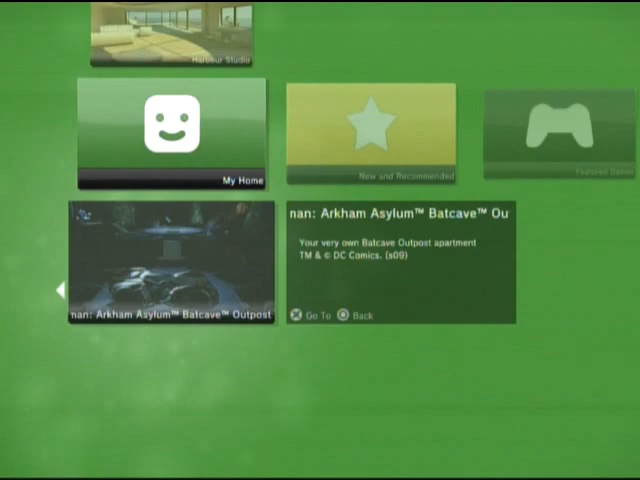 Harbour Studio
My Home
New and Recommended
Featured Games
nan: Arkham Asylum™ Batcave™ Outpost
nan: Arkham Asylum™ Batcave™ Ou
Your very own Batcave Outpost apartment
TM & © DC Comics. (s09)
Go To
Back